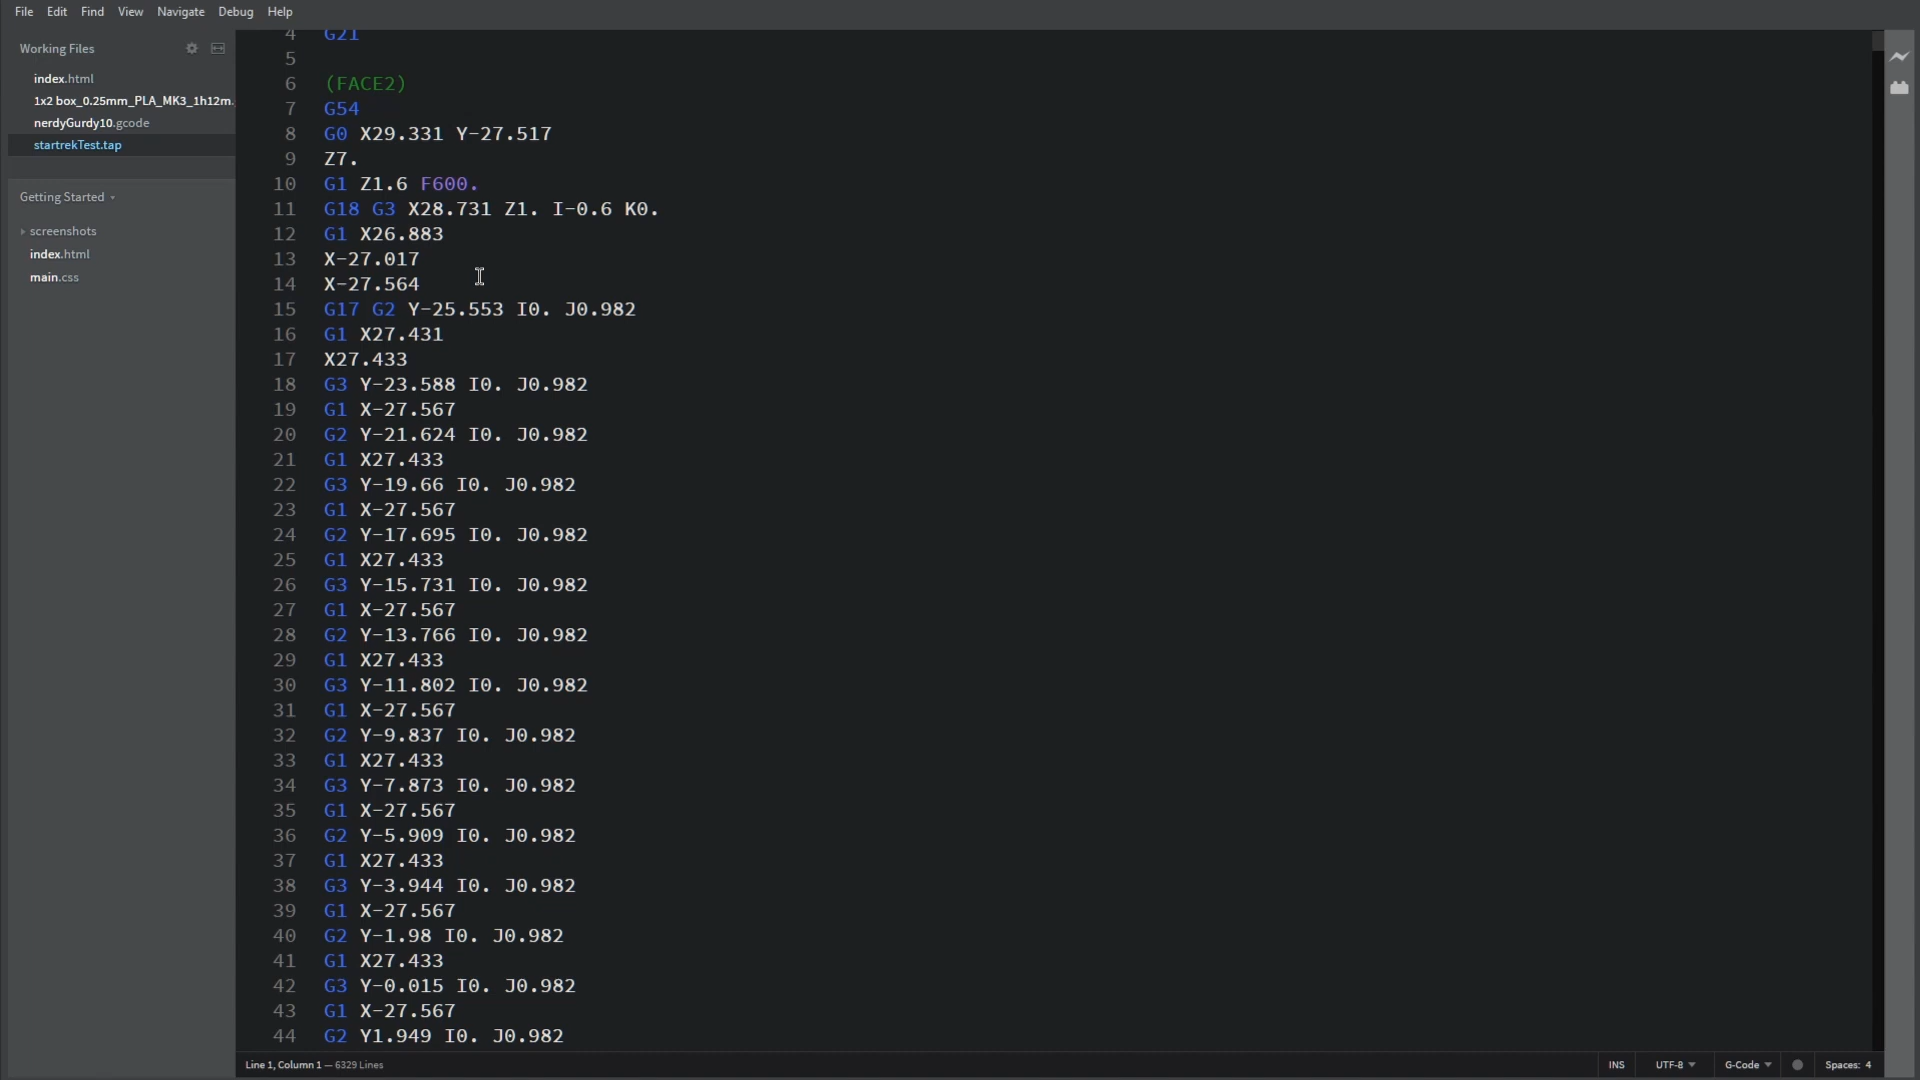 File Edit Find View Navigate Debug Help
Working Files
index.html
1x2 box_0.25mm_PLA_MK3_1h12m.
nerdyGurdy10.gcode
startrekTest.tap
Getting Started
screenshots
index.html
main.css
4 G21
5
6 (FACE2)
7 G54
8 G0 X29.331 Y-27.517
9 Z7.
10 G1 Z1.6 F600.
11 G18 G3 X28.731 Z1. I-0.6 K0.
12 G1 X26.883
13 X-27.017
14 X-27.564
15 G17 G2 Y-25.553 I0. J0.982
16 G1 X27.431
17 X27.433
18 G3 Y-23.588 I0. J0.982
19 G1 X-27.567
20 G2 Y-21.624 I0. J0.982
21 G1 X27.433
22 G3 Y-19.66 I0. J0.982
23 G1 X-27.567
24 G2 Y-17.695 I0. J0.982
25 G1 X27.433
26 G3 Y-15.731 I0. J0.982
27 G1 X-27.567
28 G2 Y-13.766 I0. J0.982
29 G1 X27.433
30 G3 Y-11.802 I0. J0.982
31 G1 X-27.567
32 G2 Y-9.837 I0. J0.982
33 G1 X27.433
34 G3 Y-7.873 I0. J0.982
35 G1 X-27.567
36 G2 Y-5.909 I0. J0.982
37 G1 X27.433
38 G3 Y-3.944 I0. J0.982
39 G1 X-27.567
40 G2 Y-1.98 I0. J0.982
41 G1 X27.433
42 G3 Y-0.015 I0. J0.982
43 G1 X-27.567
44 G2 Y1.949 I0. J0.982
Line 1, Column 1 — 6329 Lines
INS UTF-8 G-Code Spaces: 4